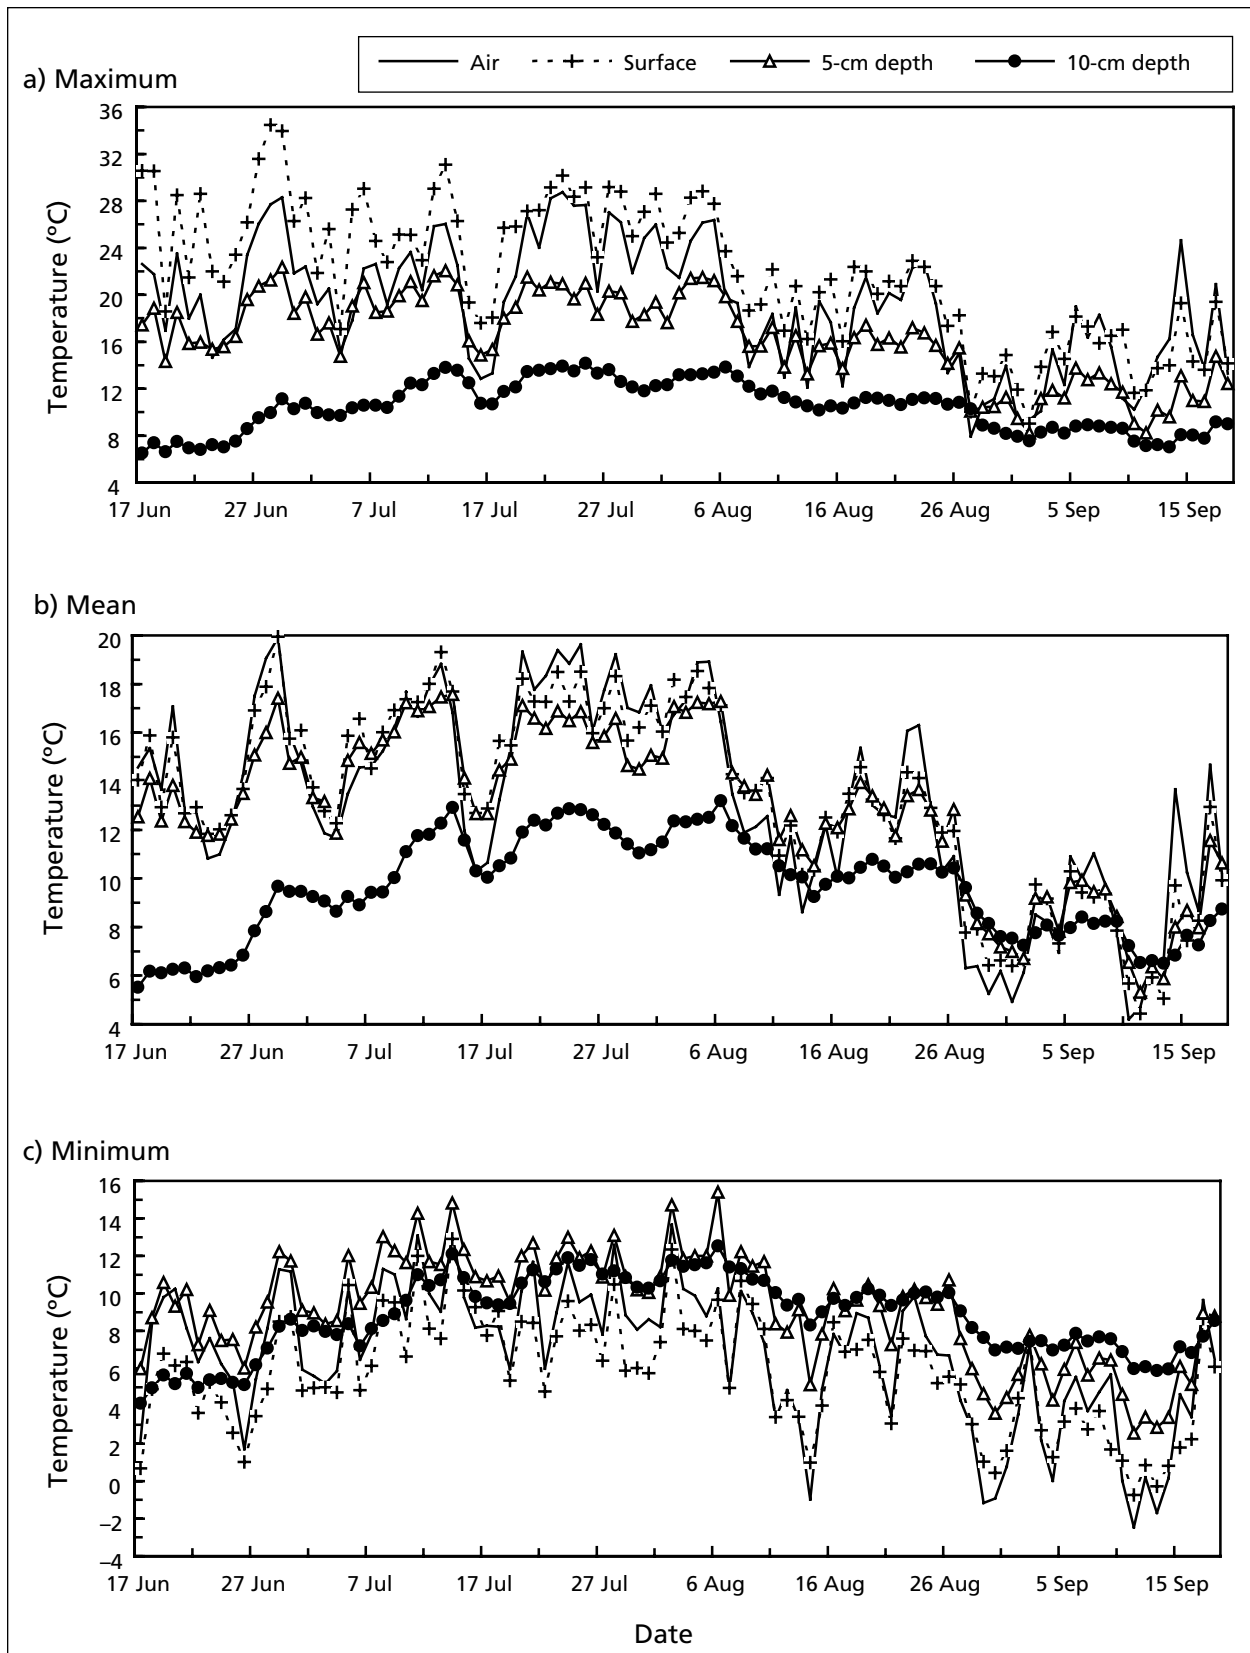 Air Surface 5-cm depth 10-cm depth
a) Maximum
36
32
28
24
20
16
12
8
4
Temperature (°C)
17 Jun 27 Jun 7 Jul 17 Jul 27 Jul 6 Aug 16 Aug 26 Aug 5 Sep 15 Sep
b) Mean
20
18
16
14
12
10
8
6
4
Temperature (°C)
17 Jun 27 Jun 7 Jul 17 Jul 27 Jul 6 Aug 16 Aug 26 Aug 5 Sep 15 Sep
c) Minimum
16
14
12
10
8
6
4
2
0
–2
–4
Temperature (°C)
17 Jun 27 Jun 7 Jul 17 Jul 27 Jul 6 Aug 16 Aug 26 Aug 5 Sep 15 Sep
Date